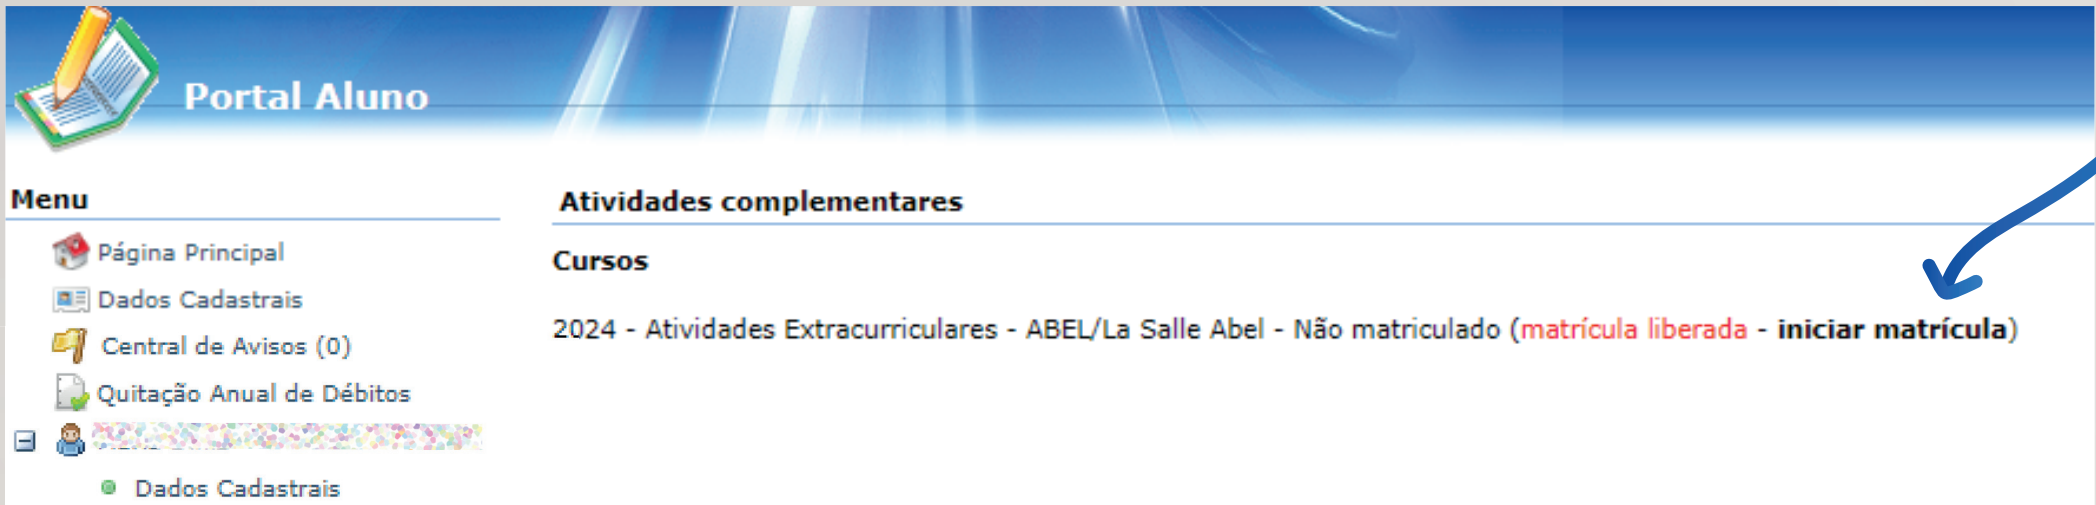 Portal Aluno
Menu
Página Principal
Dados Cadastrais
Central de Avisos (0)
Quitação Anual de Débitos
Dados Cadastrais
Atividades complementares
Cursos
2024 - Atividades Extracurriculares - ABEL/La Salle Abel - Não matriculado (matrícula liberada - iniciar matrícula)